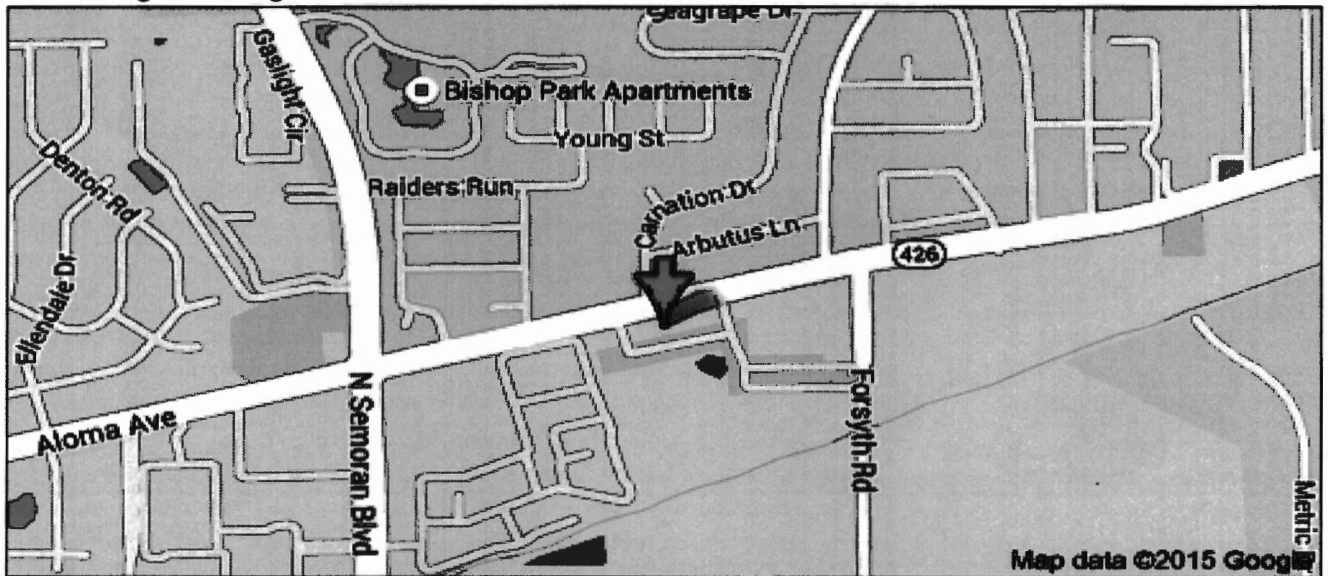 Seagrape Dr
Gaslight Cir
Bishop Park Apartments
Young St
Denton Rd
Raiders Run
Carnation Dr
Arbutus Ln
426
Ellendale Dr
Aloma Ave
N Semoran Blvd
Forsyth Rd
Metric
Map data ©2015 Google